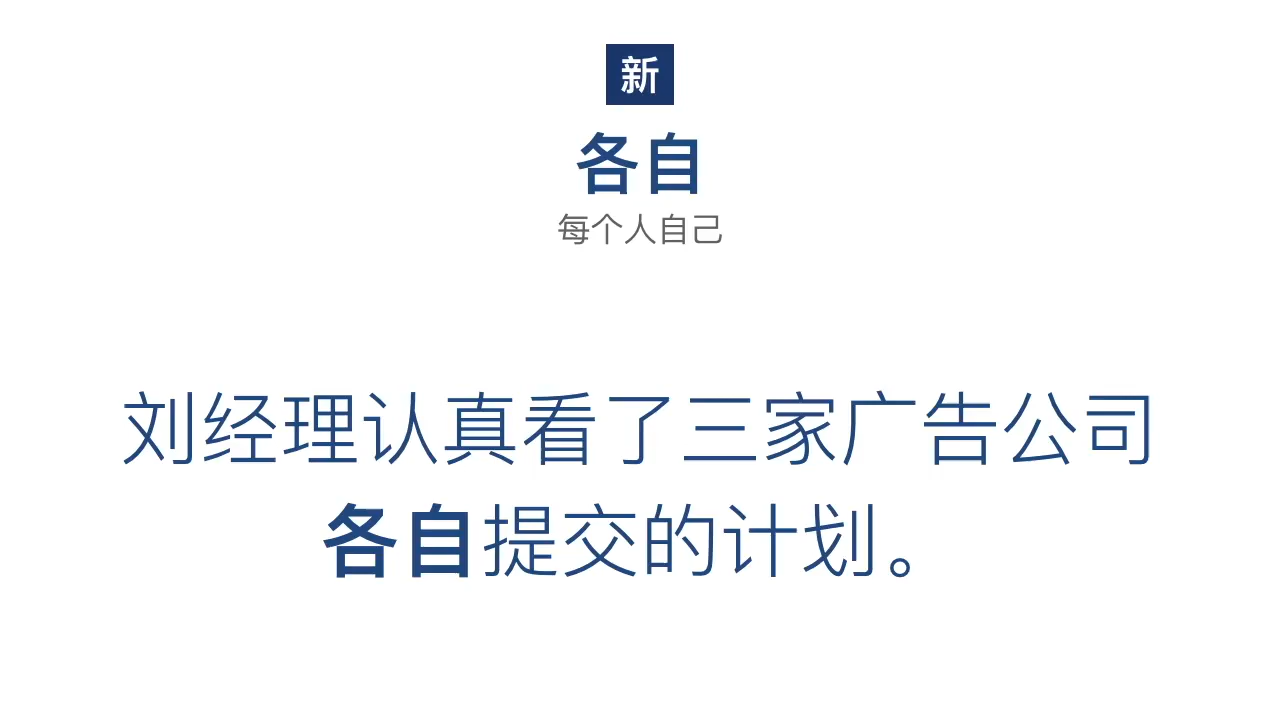 新
各自
每个人自己
刘经理认真看了三家广告公司
各自提交的计划。